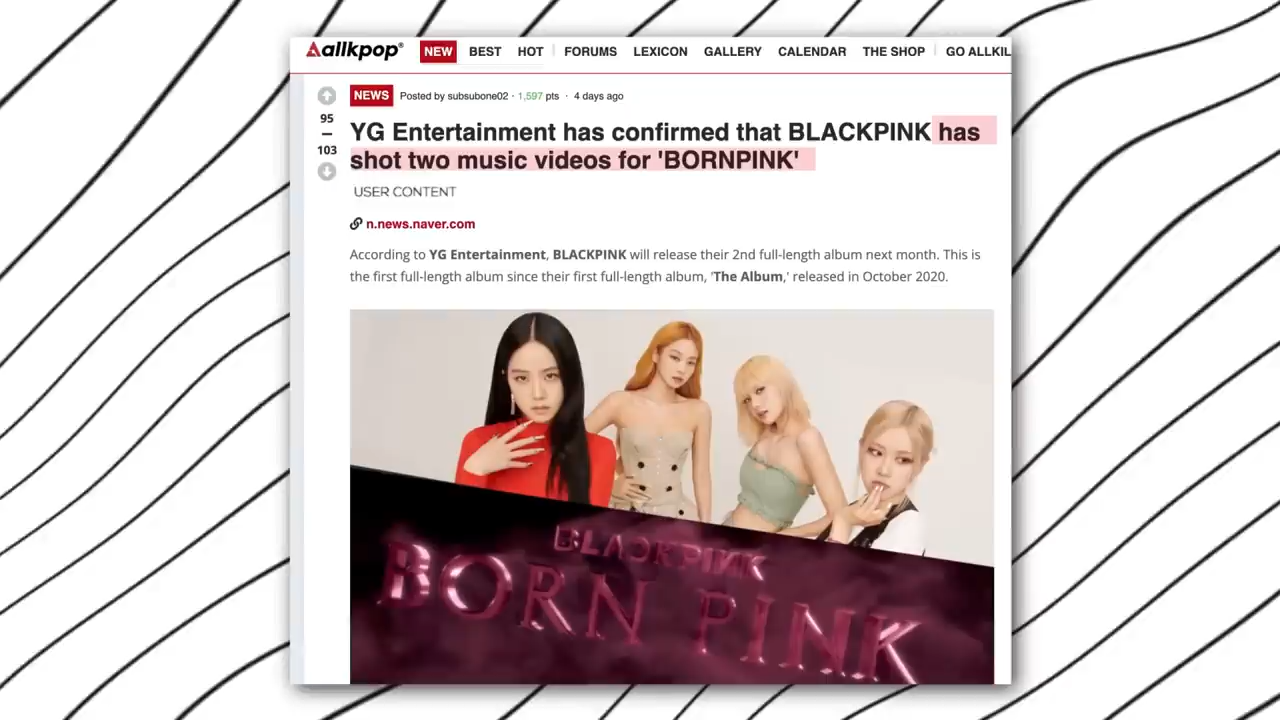 allkpop® NEW BEST HOT FORUMS LEXICON GALLERY CALENDAR THE SHOP GO ALLKIL
NEWS Posted by subsubone02 · 1,597 pts · 4 days ago
95
103
YG Entertainment has confirmed that BLACKPINK has
shot two music videos for 'BORNPINK'
USER CONTENT
n.news.naver.com
According to YG Entertainment, BLACKPINK will release their 2nd full-length album next month. This is
the first full-length album since their first full-length album, 'The Album,' released in October 2020.
BLACKPINK
BORN PINK